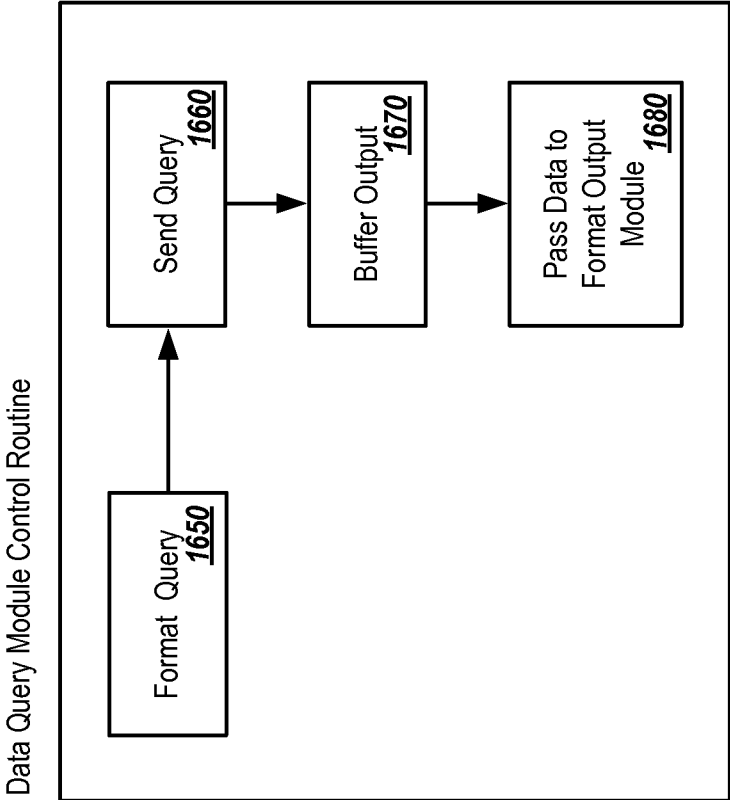 Data Query Module Control Routine
Format Query
1650
Send Query
1660
Buffer Output
1670
Pass Data to
Format Output
Module
1680